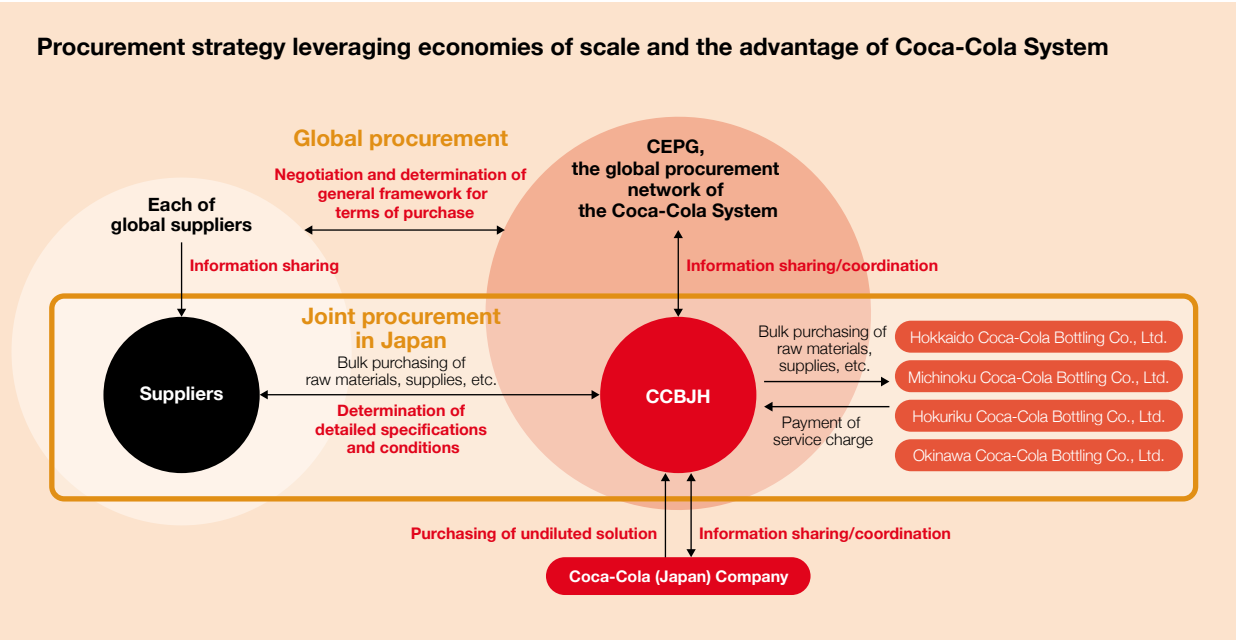 Procurement strategy leveraging economies of scale and the advantage of Coca-Cola System
Global procurement
Negotiation and determination of
general framework for
terms of purchase
CEPG,
the global procurement
network of
the Coca-Cola System
Each of
global suppliers
Information sharing
Information sharing/coordination
Joint procurement
in Japan
Bulk purchasing of
raw materials, supplies, etc.
Suppliers
Determination of
detailed specifications
and conditions
CCBJH
Bulk purchasing of
raw materials,
supplies, etc.
Payment of
service charge
Hokkaido Coca-Cola Bottling Co., Ltd.
Michinoku Coca-Cola Bottling Co., Ltd.
Hokuriku Coca-Cola Bottling Co., Ltd.
Okinawa Coca-Cola Bottling Co., Ltd.
Purchasing of undiluted solution
Information sharing/coordination
Coca-Cola (Japan) Company